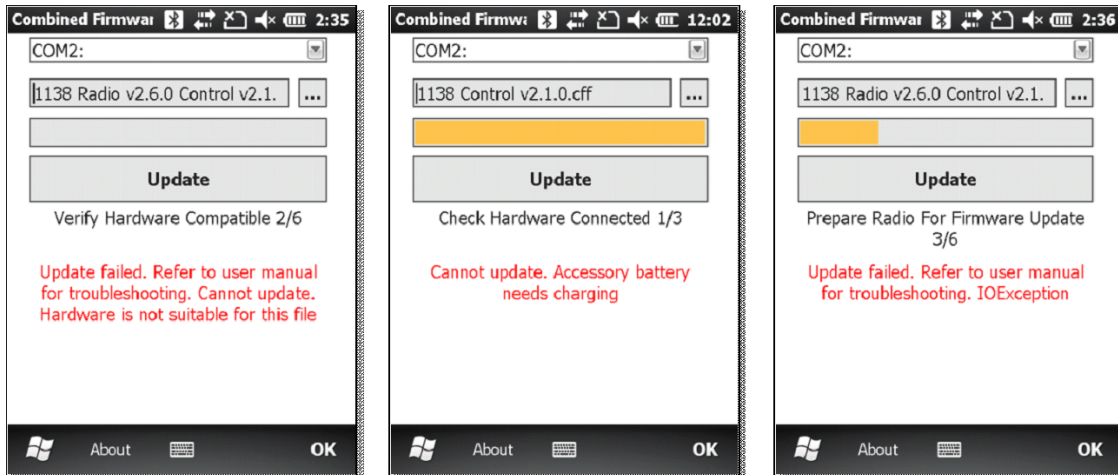 Combined Firmwar 2:35
COM2:
1138 Radio v2.6.0 Control v2.1.
...
Update
Verify Hardware Compatible 2/6
Update failed. Refer to user manual
for troubleshooting. Cannot update.
Hardware is not suitable for this file
About
OK
Combined Firmwa 12:02
COM2:
1138 Control v2.1.0.cff
...
Update
Check Hardware Connected 1/3
Cannot update. Accessory battery
needs charging
About
OK
Combined Firmwar 2:36
COM2:
1138 Radio v2.6.0 Control v2.1.
...
Update
Prepare Radio For Firmware Update
3/6
Update failed. Refer to user manual
for troubleshooting. IOException
About
OK